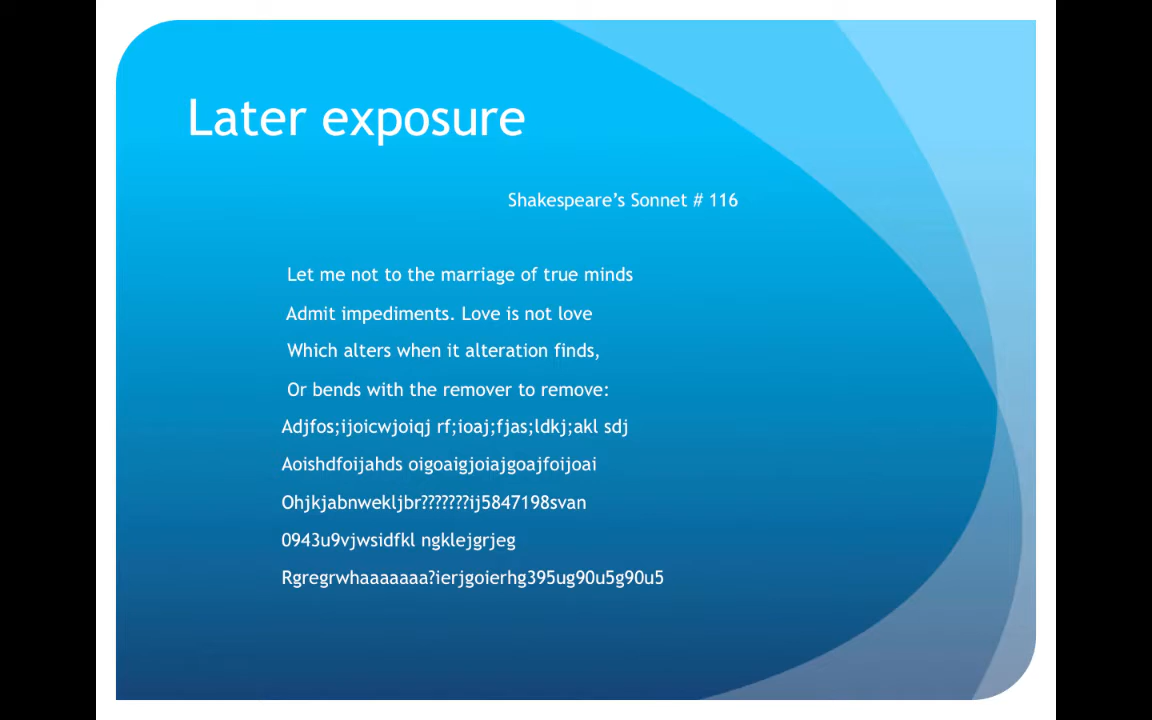 Later exposure
Shakespeare’s Sonnet # 116
Let me not to the marriage of true minds
Admit impediments. Love is not love
Which alters when it alteration finds,
Or bends with the remover to remove:
Adjfos;ijoicwjoiqj rf;ioaj;fjas;ldkj;akl sdj
Aoishdfoijahds oigoaigjoiajgoajfoijoai
Ohjkjabnwekljbr???????ij5847198svan
0943u9vjwsidfkl ngklejgrjeg
Rgregrwhaaaaaaa?ierjgoierhg395ug90u5g90u5